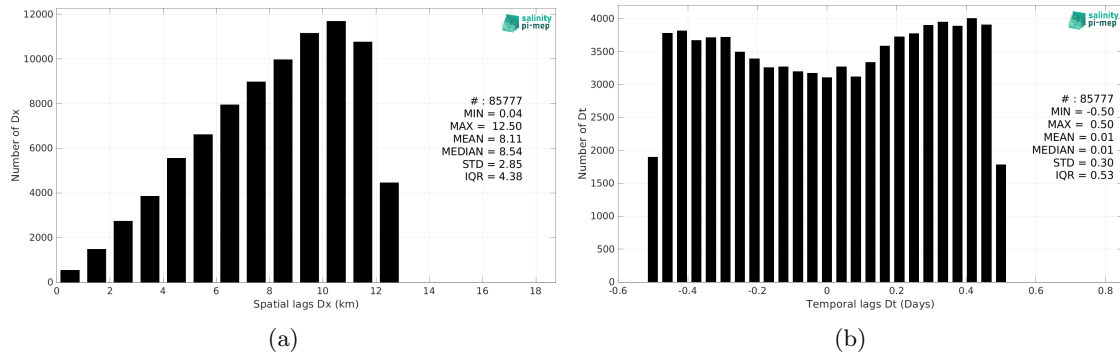 12000
10000
8000
6000
4000
2000
0
Number of Dx
salinity
pi-mep
# : 85777
MIN = 0.04
MAX = 12.50
MEAN = 8.11
MEDIAN = 8.54
STD = 2.85
IQR = 4.38
0 2 4 6 8 10 12 14 16 18
Spatial lags Dx (km)
(a)
4000
3500
3000
2500
2000
1500
1000
500
0
Number of Dt
salinity
pi-mep
# : 85777
MIN = -0.50
MAX = 0.50
MEAN = 0.01
MEDIAN = 0.01
STD = 0.30
IQR = 0.53
-0.6 -0.4 -0.2 0 0.2 0.4 0.6 0.8
Temporal lags Dt (Days)
(b)